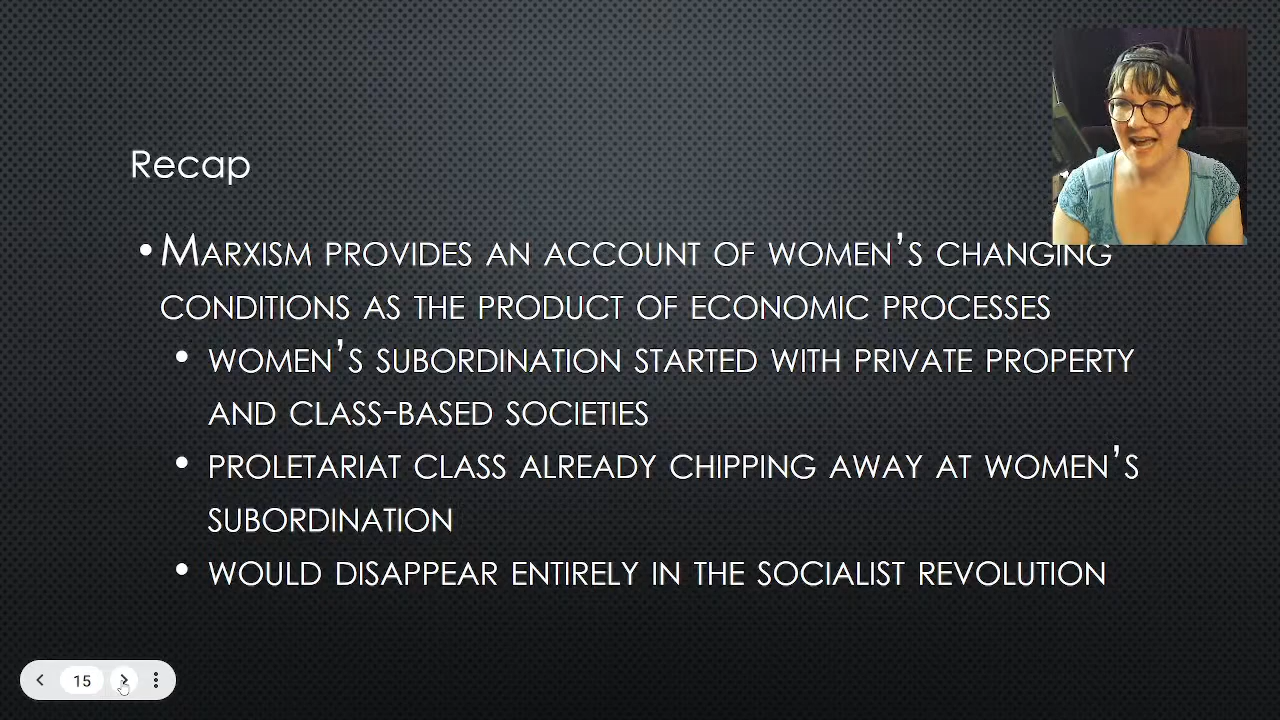 Recap
• Marxism provides an account of women's changing
conditions as the product of economic processes
• women's subordination started with private property
and class-based societies
• proletariat class already chipping away at women's
subordination
• would disappear entirely in the socialist revolution
15